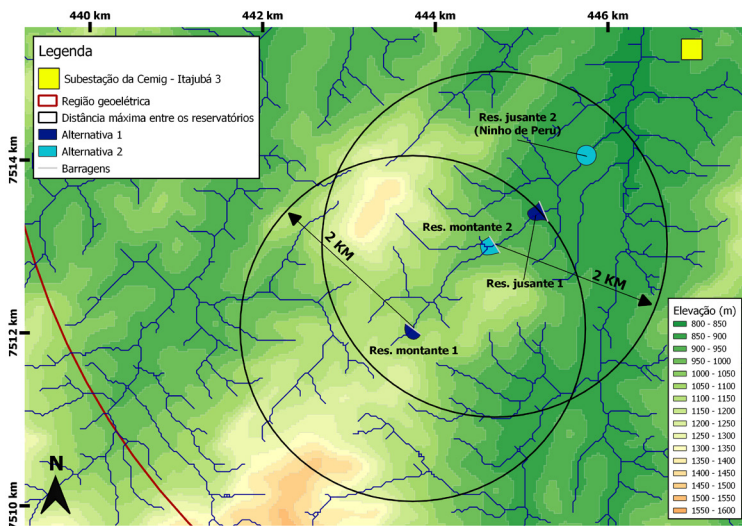 440 km
442 km
444 km
446 km
7514 km
7512 km
7510 km
Legenda
Subestação da Cemig - Itajubá 3
Região geoelétrica
Distância máxima entre os reservatórios
Alternativa 1
Alternativa 2
Barragens
Res. jusante 2
(Ninho de Perú)
Res. montante 2
Res. jusante 1
Res. montante 1
2 KM
2 KM
N
Elevação (m)
800 - 850
850 - 900
900 - 950
950 - 1000
1000 - 1050
1050 - 1100
1100 - 1150
1150 - 1200
1200 - 1250
1250 - 1300
1300 - 1350
1350 - 1400
1400 - 1450
1450 - 1500
1500 - 1550
1550 - 1600